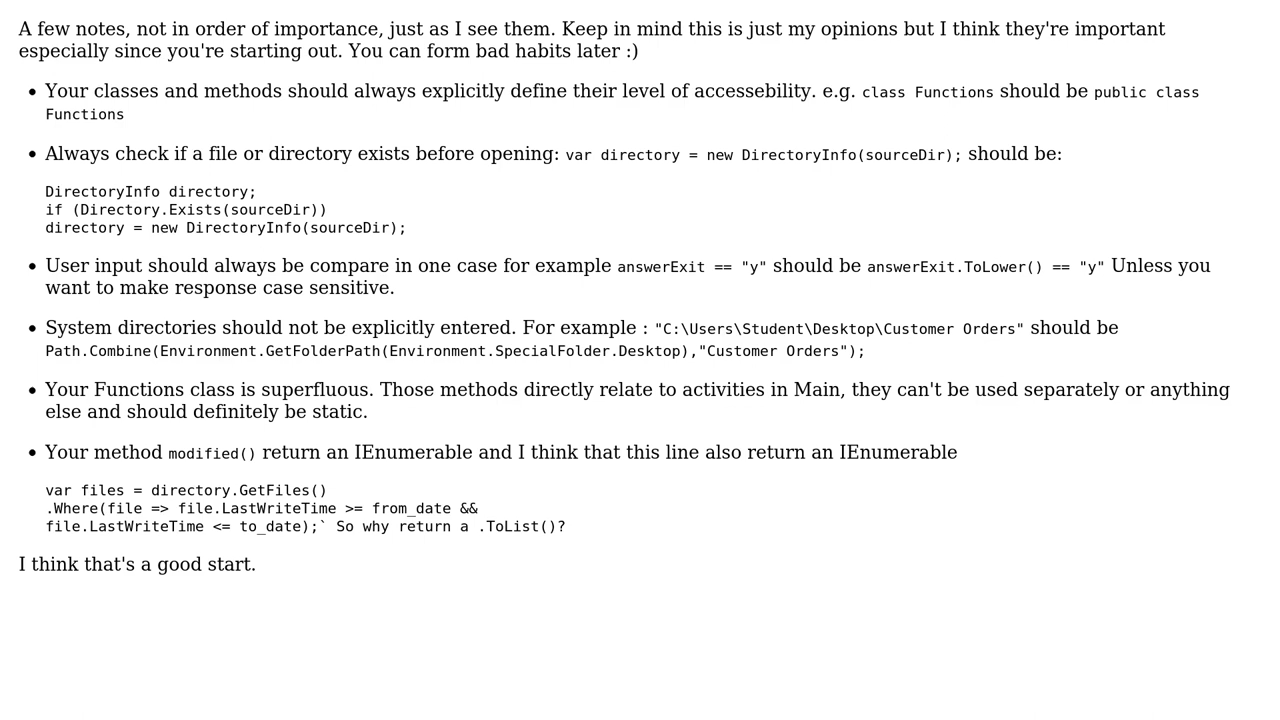 A few notes, not in order of importance, just as I see them. Keep in mind this is just my opinions but I think they're important
especially since you're starting out. You can form bad habits later :)
• Your classes and methods should always explicitly define their level of accessebility. e.g. class Functions should be public class
Functions
• Always check if a file or directory exists before opening: var directory = new DirectoryInfo(sourceDir); should be:
DirectoryInfo directory;
if (Directory.Exists(sourceDir))
directory = new DirectoryInfo(sourceDir);
• User input should always be compare in one case for example answerExit == "y" should be answerExit.ToLower() == "y" Unless you
want to make response case sensitive.
• System directories should not be explicitly entered. For example : "C:\Users\Student\Desktop\Customer Orders" should be
Path.Combine(Environment.GetFolderPath(Environment.SpecialFolder.Desktop),"Customer Orders");
• Your Functions class is superfluous. Those methods directly relate to activities in Main, they can't be used separately or anything
else and should definitely be static.
• Your method modified() return an IEnumerable and I think that this line also return an IEnumerable
var files = directory.GetFiles()
.Where(file => file.LastWriteTime >= from_date &&
file.LastWriteTime <= to_date);` So why return a .ToList()?
I think that's a good start.